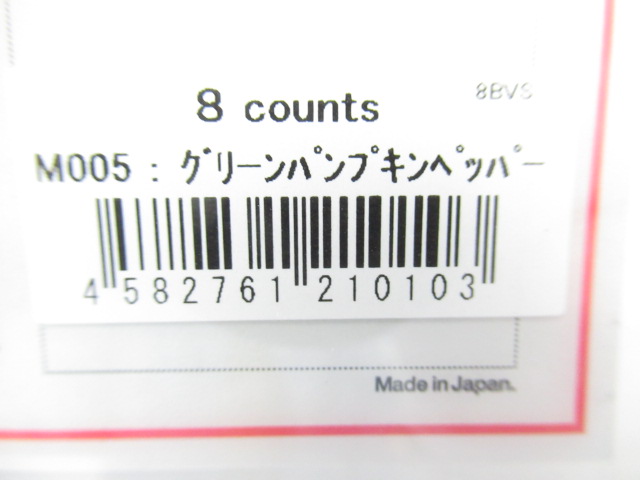 8BVS
8 counts
M005 : グリーンパンプキンペッパー
4 582761 210103
Made in Japan.